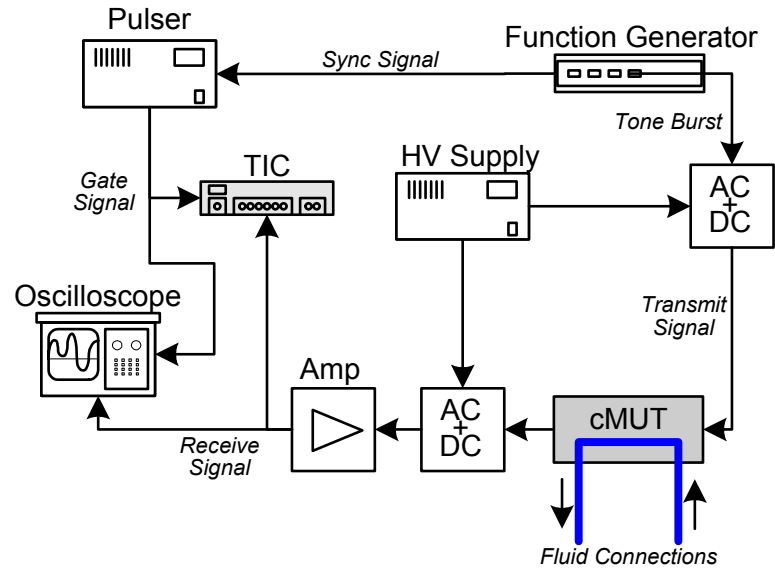 Pulser
Function Generator
Sync Signal
Tone Burst
TIC
HV Supply
Gate
Signal
AC
+
DC
Oscilloscope
Transmit
Signal
Amp
AC
+
DC
cMUT
Receive
Signal
Fluid Connections